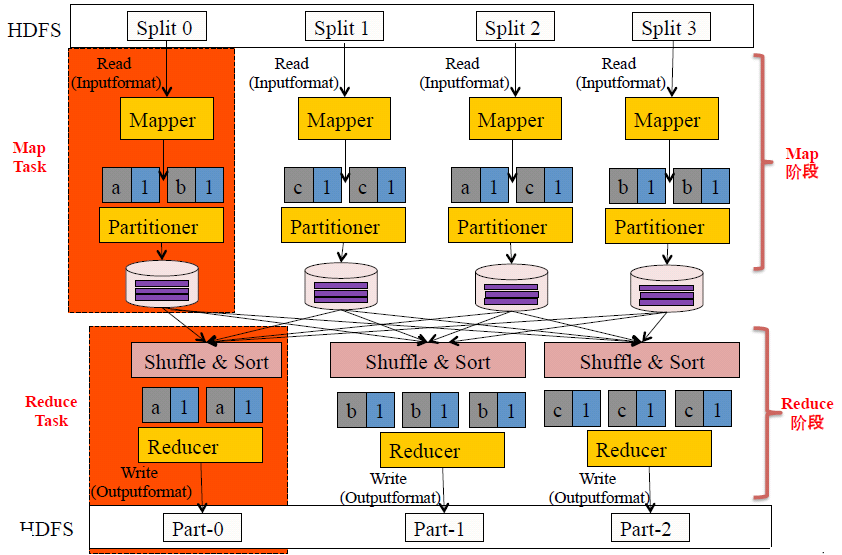 HDFS
Split 0
Split 1
Split 2
Split 3
Read
(Inputformat)
Read
(Inputformat)
Read
(Inputformat)
Read
(Inputformat)
Map
Task
Mapper
Mapper
Mapper
Mapper
Map
阶段
a 1 b 1
c 1 c 1
a 1 c 1
b 1 b 1
Partitioner
Partitioner
Partitioner
Partitioner
Shuffle & Sort
Shuffle & Sort
Shuffle & Sort
Reduce
Task
a 1 a 1
b 1 b 1 b 1
c 1 c 1 c 1
Reduce
阶段
Reducer
Reducer
Reducer
Write
(Outputformat)
Write
(Outputformat)
Write
(Outputformat)
HDFS
Part-0
Part-1
Part-2